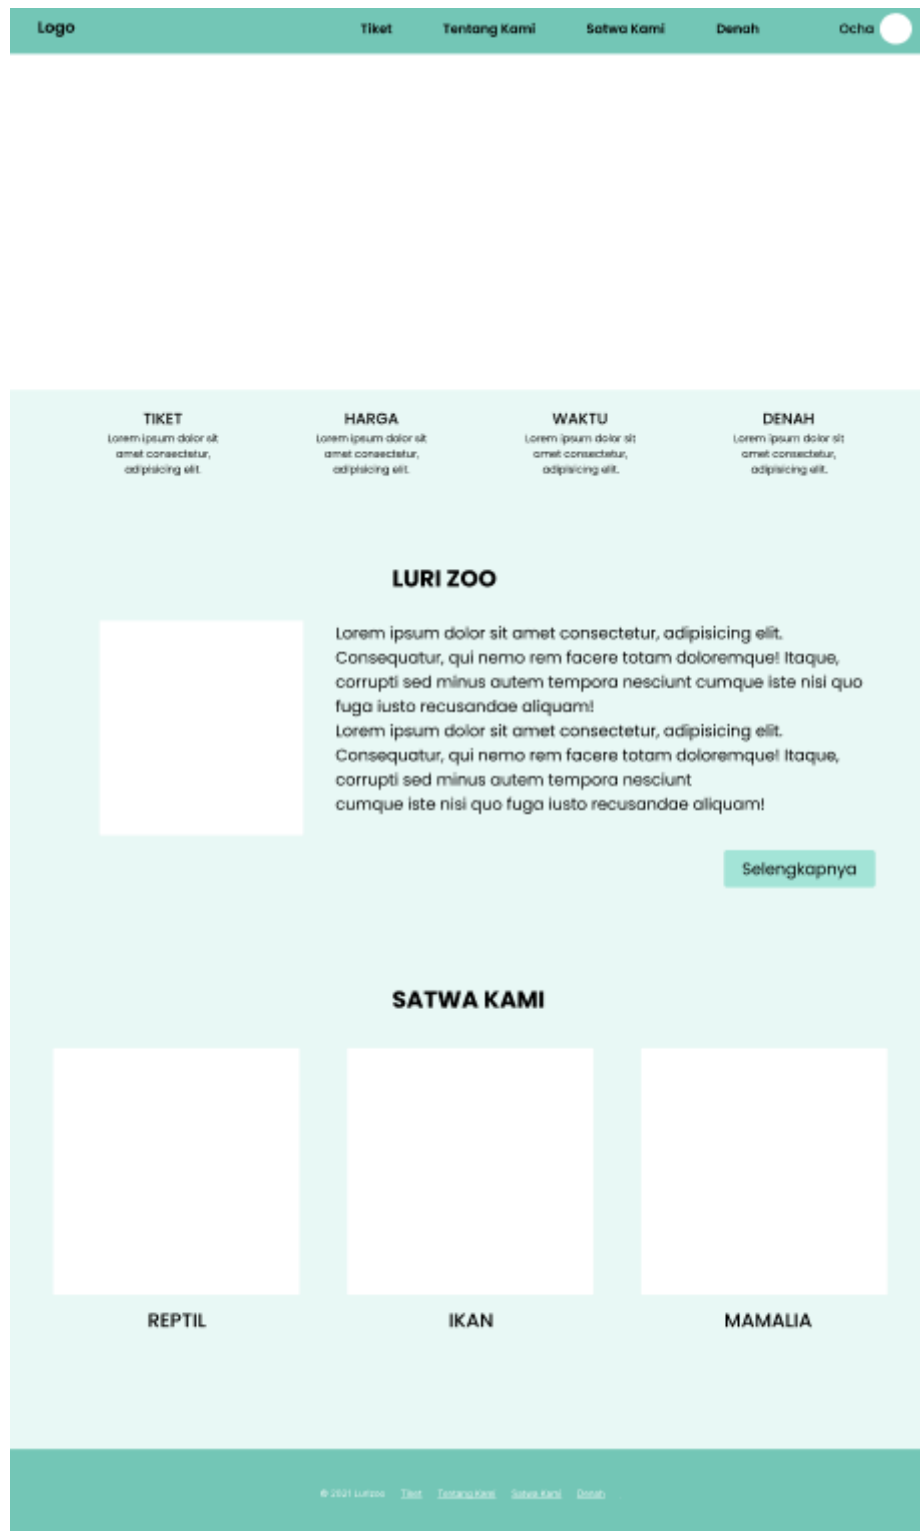 Logo
Tiket
Tentang Kami
Satwa Kami
Denah
Ocha
TIKET
Lorem ipsum dolor sit
amet consectetur,
adipisicing elit.
HARGA
Lorem ipsum dolor sit
amet consectetur,
adipisicing elit.
WAKTU
Lorem ipsum dolor sit
amet consectetur,
adipisicing elit.
DENAH
Lorem ipsum dolor sit
amet consectetur,
adipisicing elit.
LURI ZOO
Lorem ipsum dolor sit amet consectetur, adipisicing elit.
Consequatur, qui nemo rem facere totam doloremque! Itaque,
corrupti sed minus autem tempora nesciunt cumque iste nisi quo
fuga iusto recusandae aliquam!
Lorem ipsum dolor sit amet consectetur, adipisicing elit.
Consequatur, qui nemo rem facere totam doloremque! Itaque,
corrupti sed minus autem tempora nesciunt
cumque iste nisi quo fuga iusto recusandae aliquam!
Selengkapnya
SATWA KAMI
REPTIL
IKAN
MAMALIA
© 2021 Lurizoo Tiket Tentang Kami Satwa Kami Denah